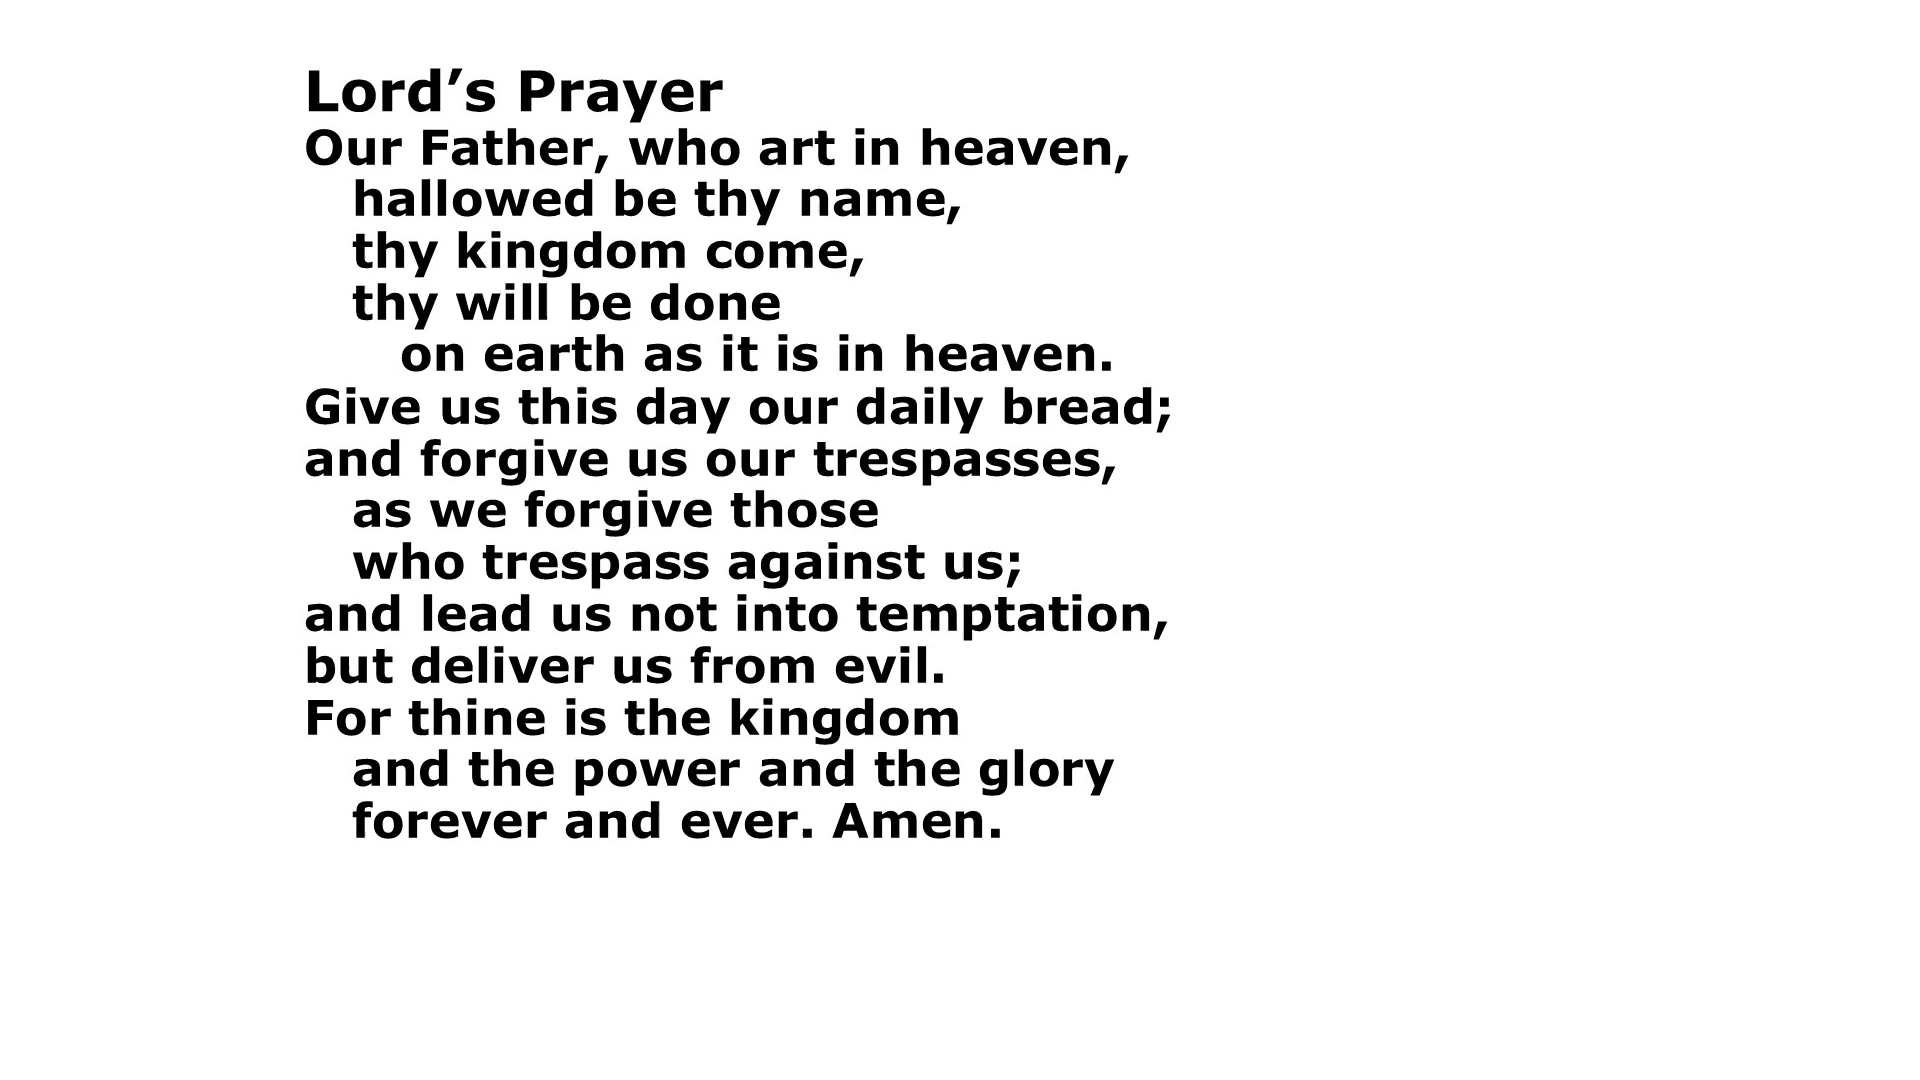 Lord’s Prayer
Our Father, who art in heaven,
hallowed be thy name,
thy kingdom come,
thy will be done
on earth as it is in heaven.
Give us this day our daily bread;
and forgive us our trespasses,
as we forgive those
who trespass against us;
and lead us not into temptation,
but deliver us from evil.
For thine is the kingdom
and the power and the glory
forever and ever. Amen.